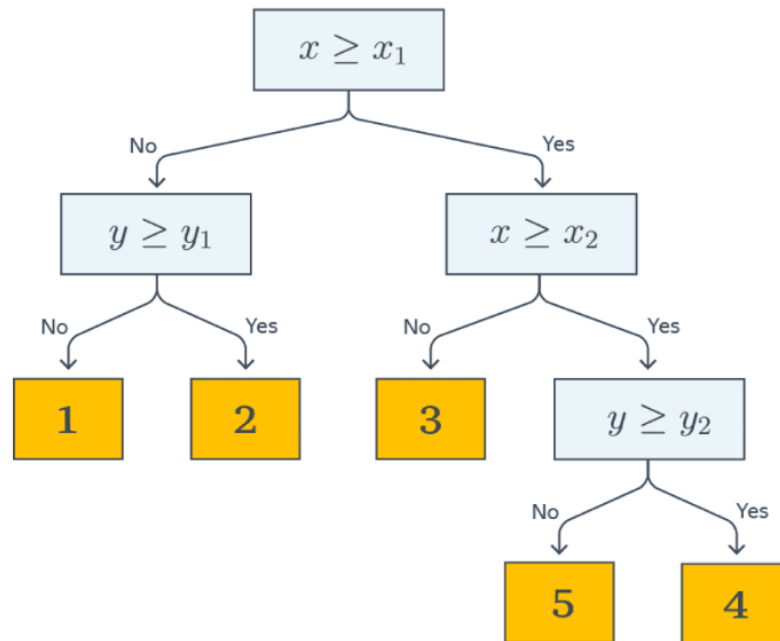 x ≥ x₁
No
Yes
y ≥ y₁
x ≥ x₂
No
Yes
No
Yes
1
2
3
y ≥ y₂
No
Yes
5
4